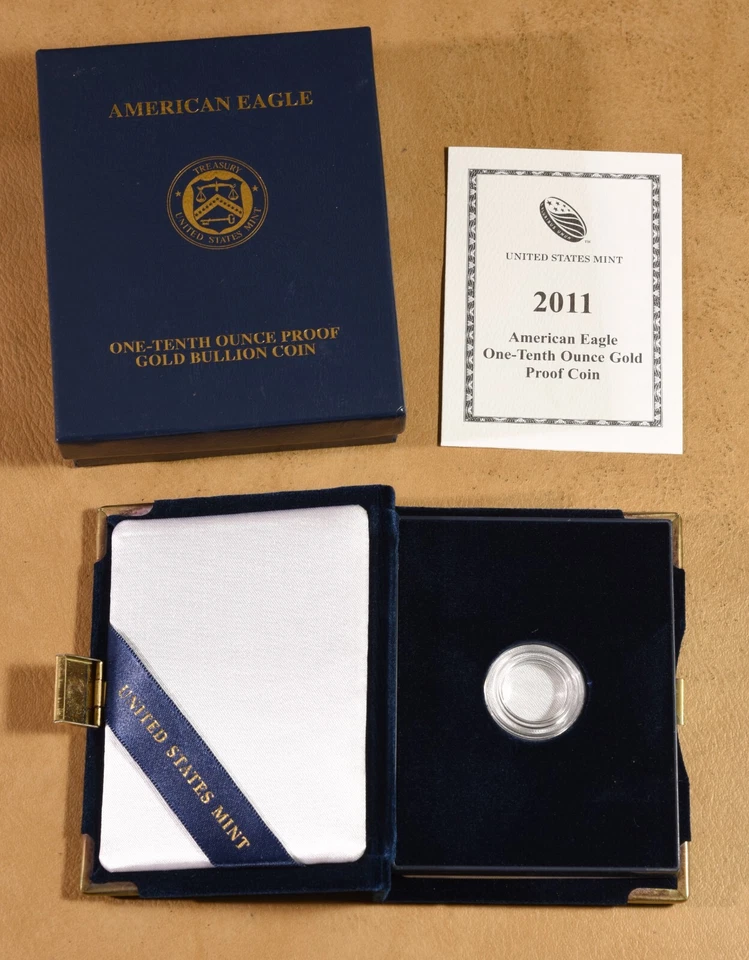 AMERICAN EAGLE
TREASURY
UNITED STATES MINT
ONE-TENTH OUNCE PROOF
GOLD BULLION COIN
UNITED STATES MINT
2011
American Eagle
One-Tenth Ounce Gold
Proof Coin
UNITED STATES MINT